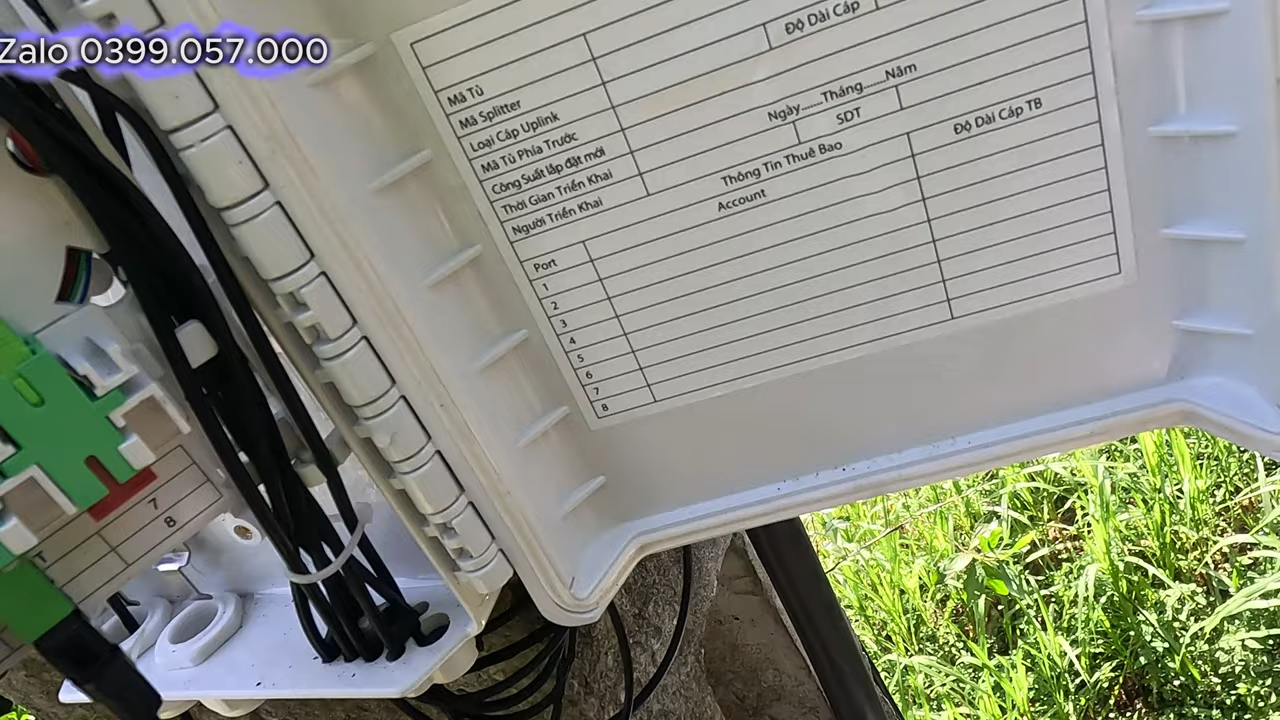 Zalo 0399.057.000
Độ Dài Cáp
Mã Tủ
Mã Splitter
Loại Cáp Uplink
Mã Tủ Phía Trước
Công Suất lắp đặt mới
Thời Gian Triển Khai
Ngày.......Tháng.......Năm
Người Triển Khai
SDT
Thông Tin Thuê Bao
Port
Account
Độ Dài Cáp TB
1
2
3
4
5
6
7
8
7
8